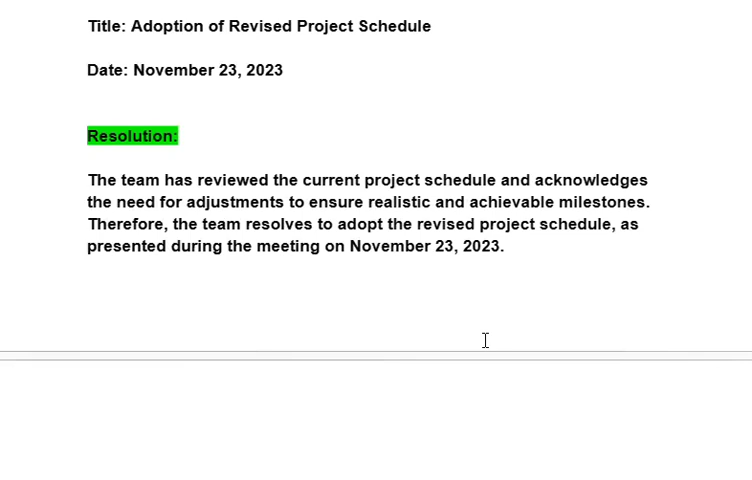 Title: Adoption of Revised Project Schedule
Date: November 23, 2023
Resolution:
The team has reviewed the current project schedule and acknowledges
the need for adjustments to ensure realistic and achievable milestones.
Therefore, the team resolves to adopt the revised project schedule, as
presented during the meeting on November 23, 2023.